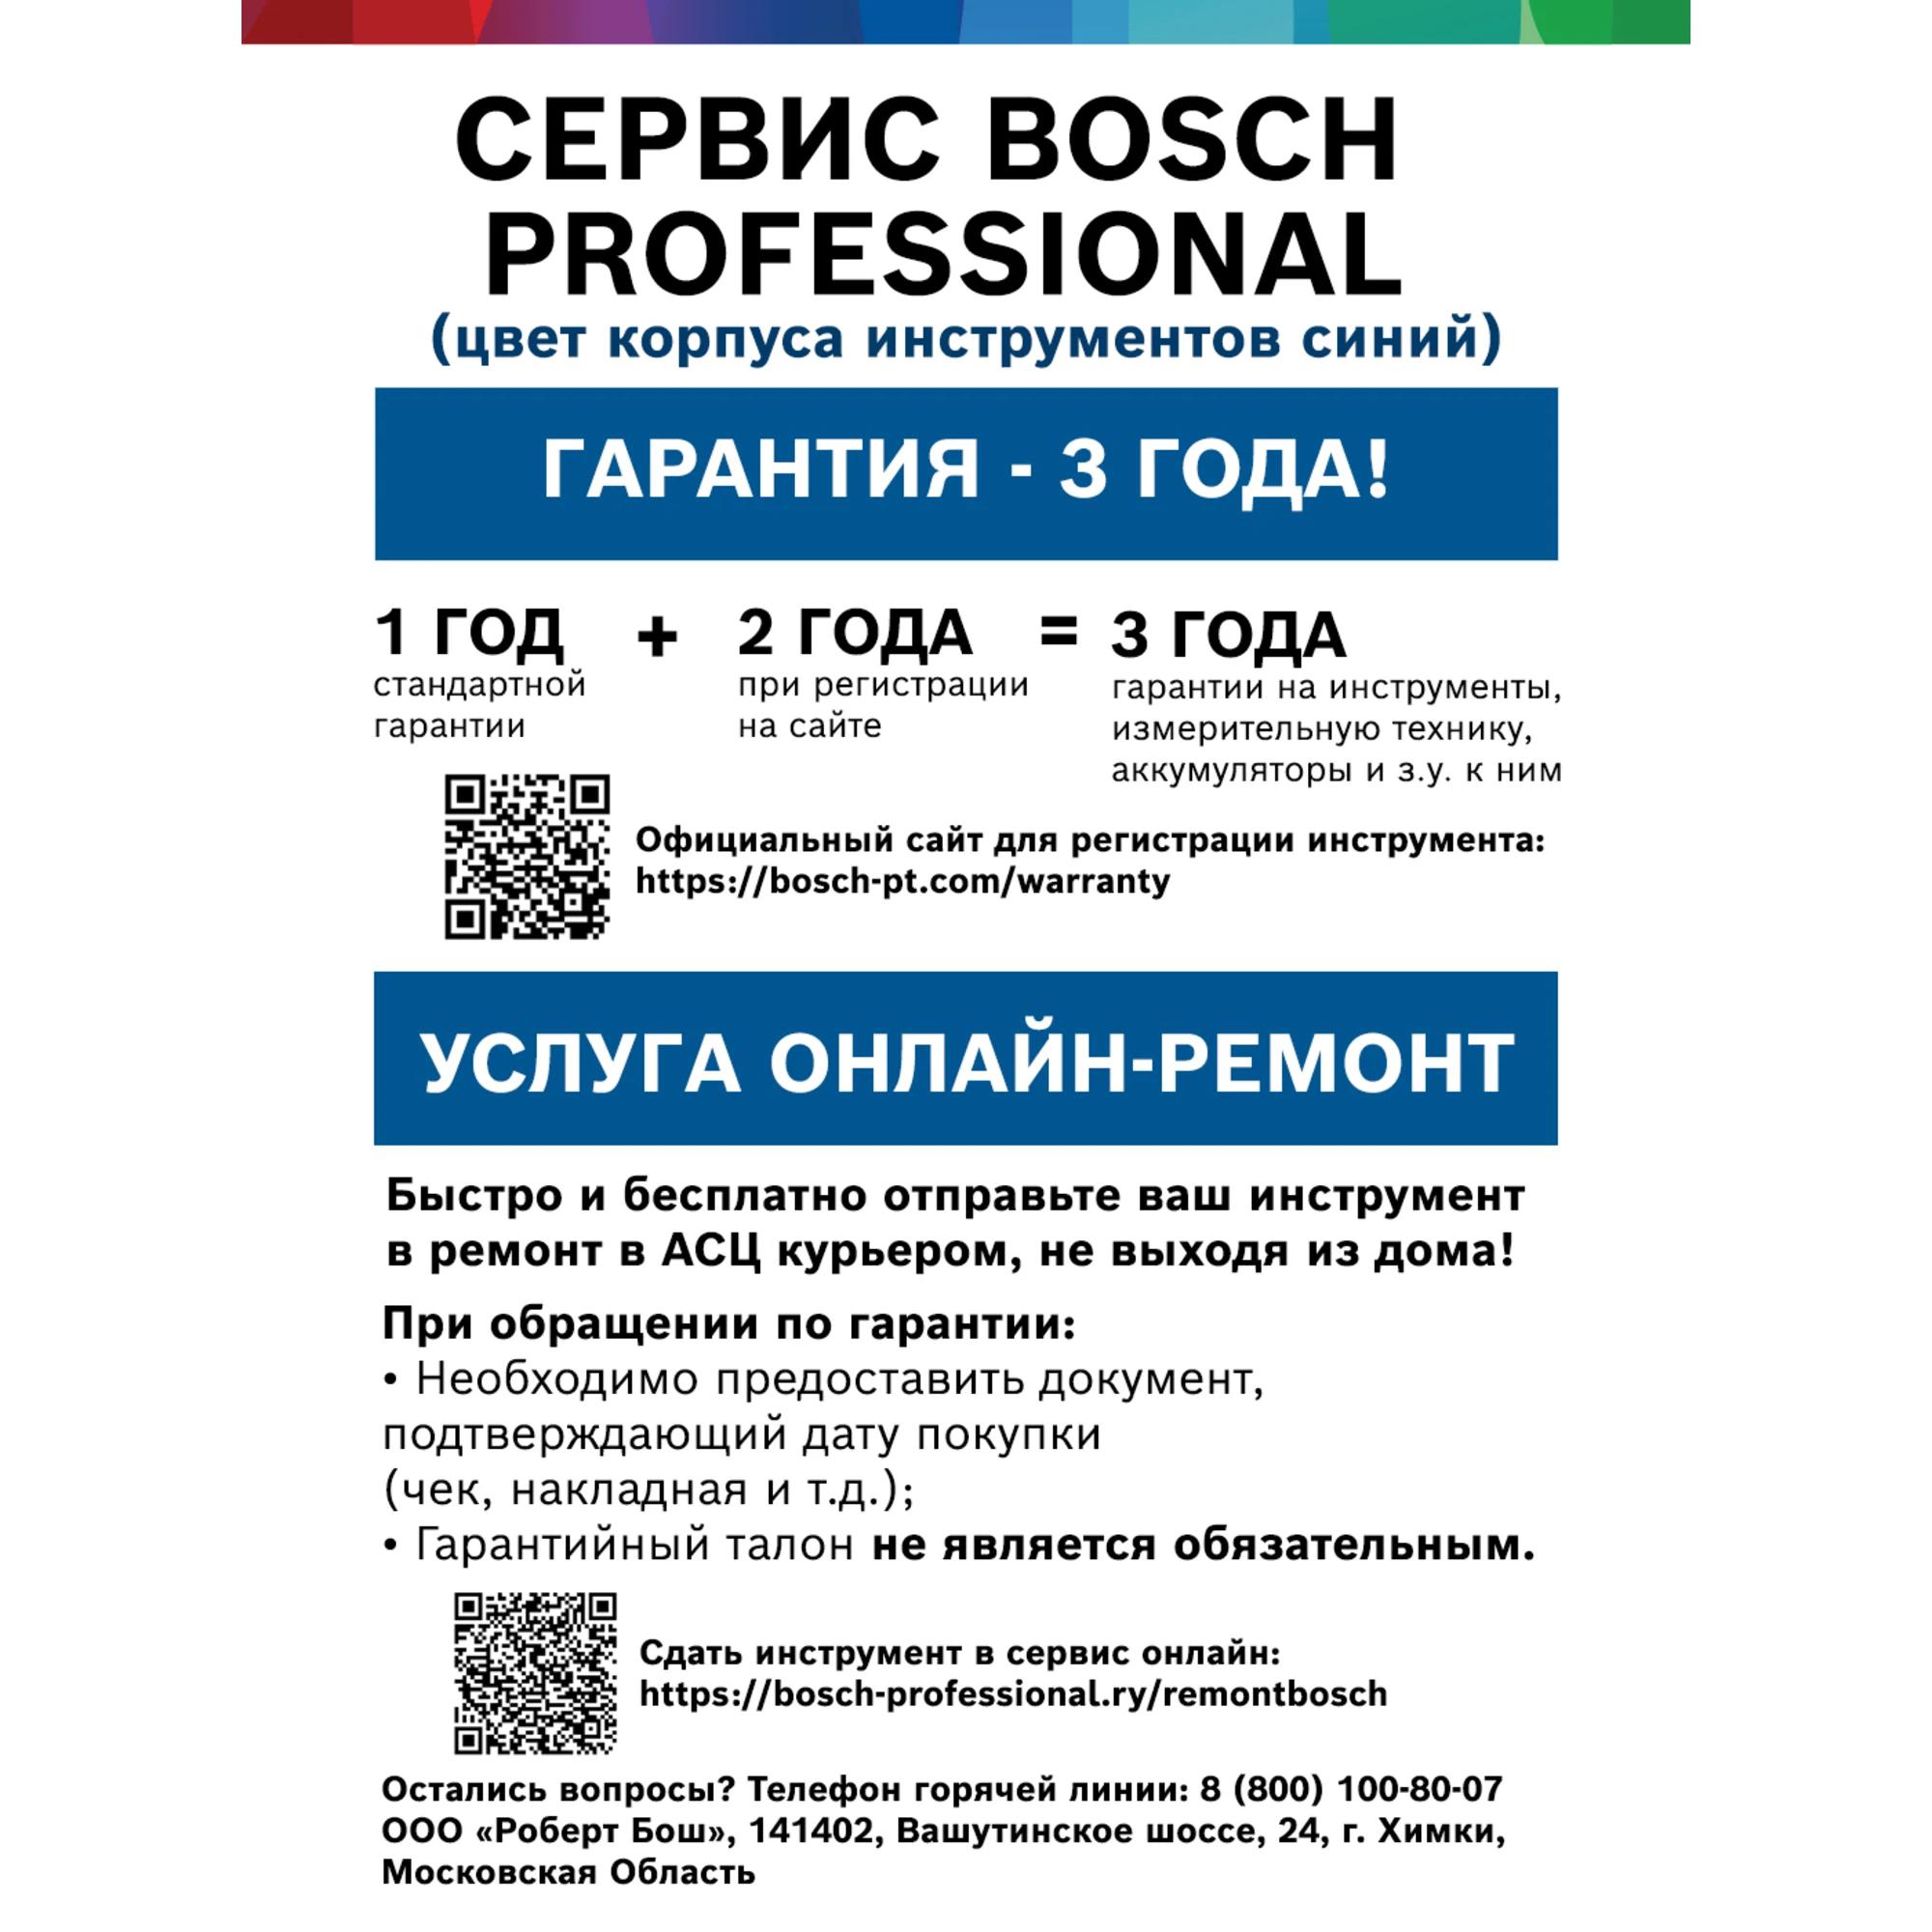 СЕРВИС BOSCH
PROFESSIONAL
(цвет корпуса инструментов синий)
ГАРАНТИЯ - 3 ГОДА!
1 ГОД + 2 ГОДА = 3 ГОДА
стандартной
гарантии
при регистрации
на сайте
гарантии на инструменты,
измерительную технику,
аккумуляторы и з.у. к ним
Официальный сайт для регистрации инструмента:
https://bosch-pt.com/warranty
УСЛУГА ОНЛАЙН-РЕМОНТ
Быстро и бесплатно отправьте ваш инструмент
в ремонт в АСЦ курьером, не выходя из дома!
При обращении по гарантии:
• Необходимо предоставить документ,
подтверждающий дату покупки
(чек, накладная и т.д.);
• Гарантийный талон не является обязательным.
Сдать инструмент в сервис онлайн:
https://bosch-professional.ry/remontbosch
Остались вопросы? Телефон горячей линии: 8 (800) 100-80-07
ООО «Роберт Бош», 141402, Вашутинское шоссе, 24, г. Химки,
Московская Область